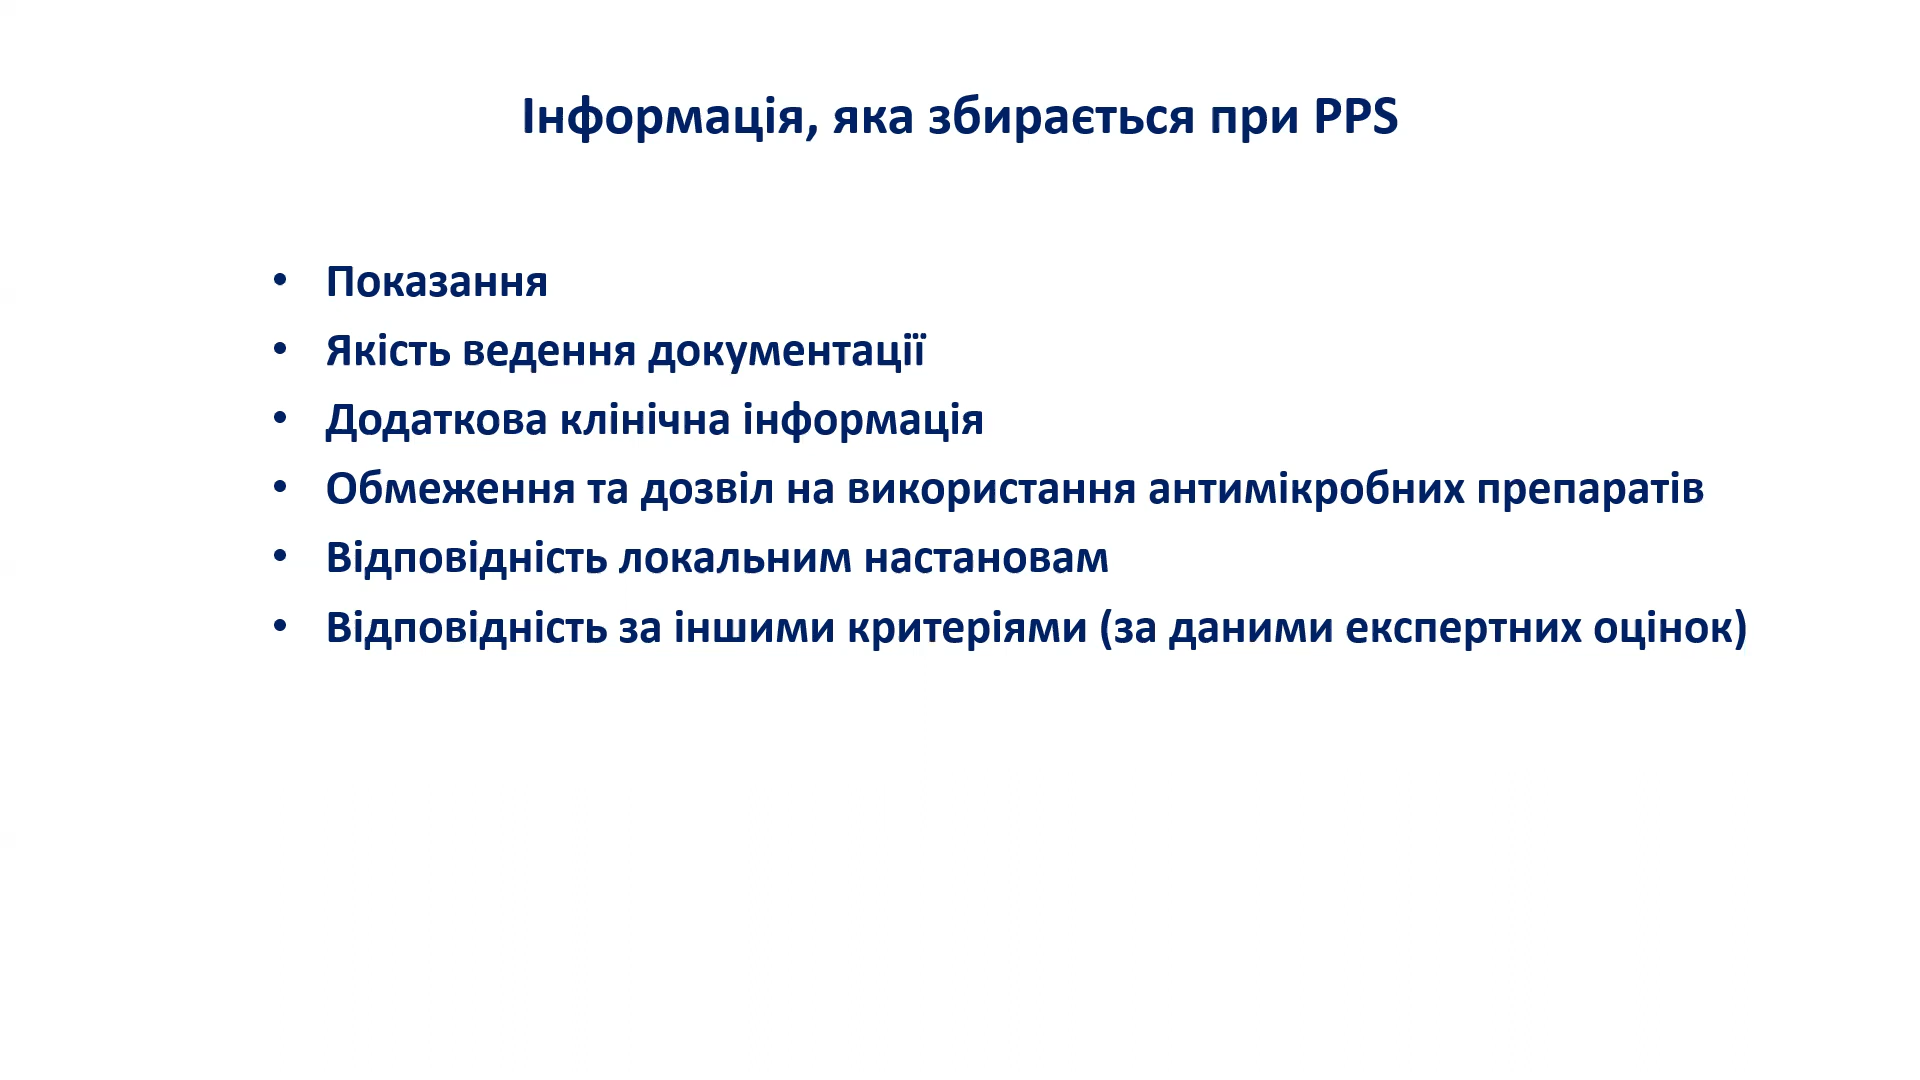 Інформація, яка збирається при PPS
• Показання
• Якість ведення документації
• Додаткова клінічна інформація
• Обмеження та дозвіл на використання антимікробних препаратів
• Відповідність локальним настановам
• Відповідність за іншими критеріями (за даними експертних оцінок)